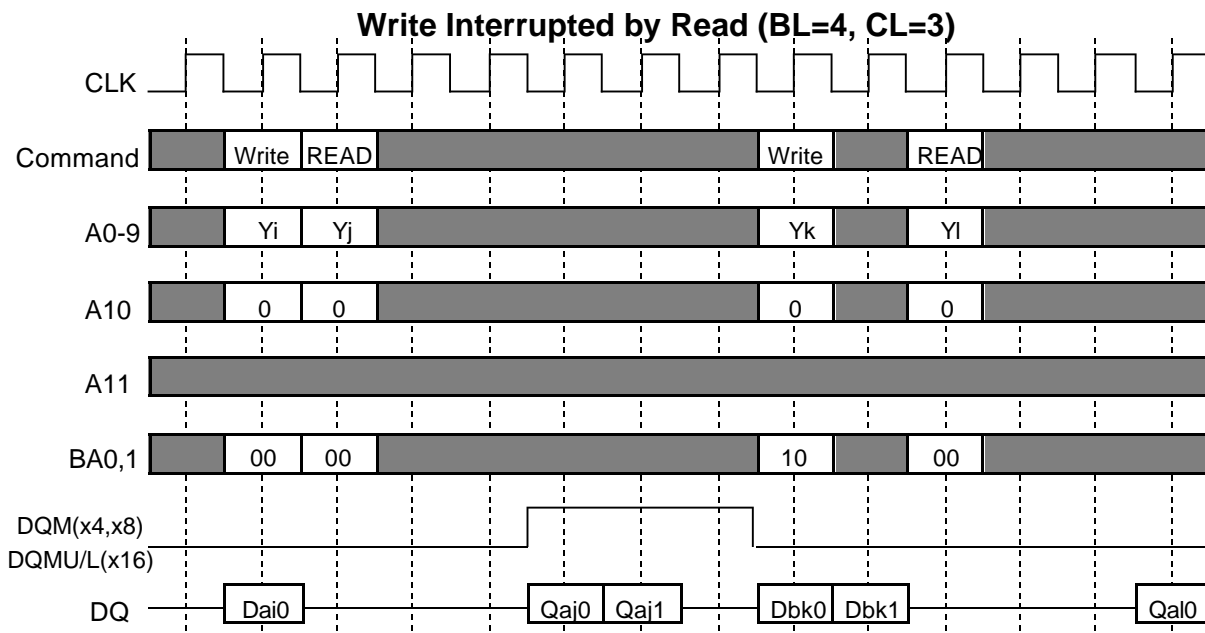 Write Interrupted by Read (BL=4, CL=3)
CLK
Command Write READ Write READ
A0-9 Yi Yj Yk Yl
A10 0 0 0 0
A11
BA0,1 00 00 10 00
DQM(x4,x8)
DQMU/L(x16)
DQ Dai0 Qaj0 Qaj1 Dbk0 Dbk1 Qal0